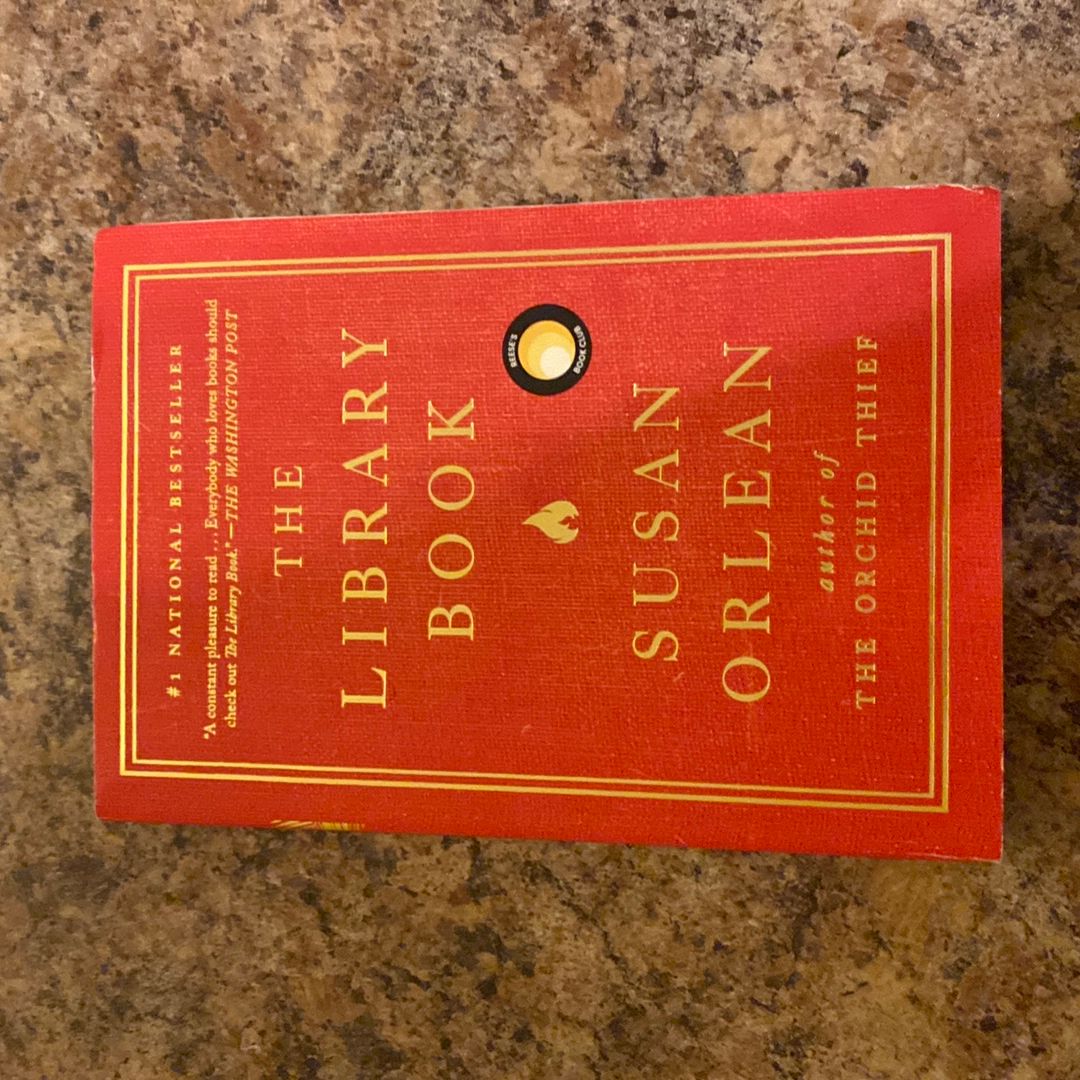 #1 NATIONAL BESTSELLER
"A constant pleasure to read . . . Everybody who loves books should
check out The Library Book." —THE WASHINGTON POST
THE
LIBRARY
BOOK
REESE'S
BOOK CLUB
SUSAN
ORLEAN
author of
THE ORCHID THIEF